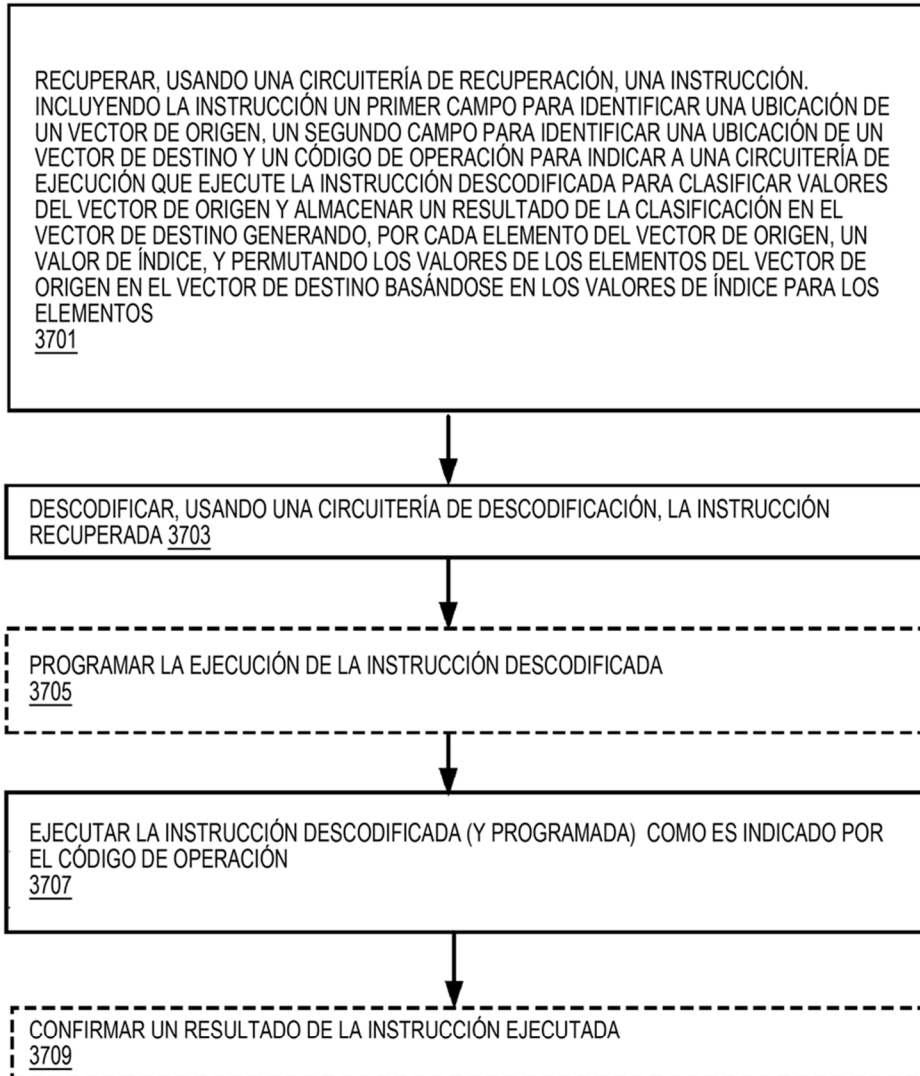 RECUPERAR, USANDO UNA CIRCUITERÍA DE RECUPERACIÓN, UNA INSTRUCCIÓN.
INCLUYENDO LA INSTRUCCIÓN UN PRIMER CAMPO PARA IDENTIFICAR UNA UBICACIÓN DE
UN VECTOR DE ORIGEN, UN SEGUNDO CAMPO PARA IDENTIFICAR UNA UBICACIÓN DE UN
VECTOR DE DESTINO Y UN CÓDIGO DE OPERACIÓN PARA INDICAR A UNA CIRCUITERÍA DE
EJECUCIÓN QUE EJECUTE LA INSTRUCCIÓN DESCODIFICADA PARA CLASIFICAR VALORES
DEL VECTOR DE ORIGEN Y ALMACENAR UN RESULTADO DE LA CLASIFICACIÓN EN EL
VECTOR DE DESTINO GENERANDO, POR CADA ELEMENTO DEL VECTOR DE ORIGEN, UN
VALOR DE ÍNDICE, Y PERMUTANDO LOS VALORES DE LOS ELEMENTOS DEL VECTOR DE
ORIGEN EN EL VECTOR DE DESTINO BASÁNDOSE EN LOS VALORES DE ÍNDICE PARA LOS
ELEMENTOS
3701
DESCODIFICAR, USANDO UNA CIRCUITERÍA DE DESCODIFICACIÓN, LA INSTRUCCIÓN
RECUPERADA 3703
PROGRAMAR LA EJECUCIÓN DE LA INSTRUCCIÓN DESCODIFICADA
3705
EJECUTAR LA INSTRUCCIÓN DESCODIFICADA (Y PROGRAMADA) COMO ES INDICADO POR
EL CÓDIGO DE OPERACIÓN
3707
CONFIRMAR UN RESULTADO DE LA INSTRUCCIÓN EJECUTADA
3709